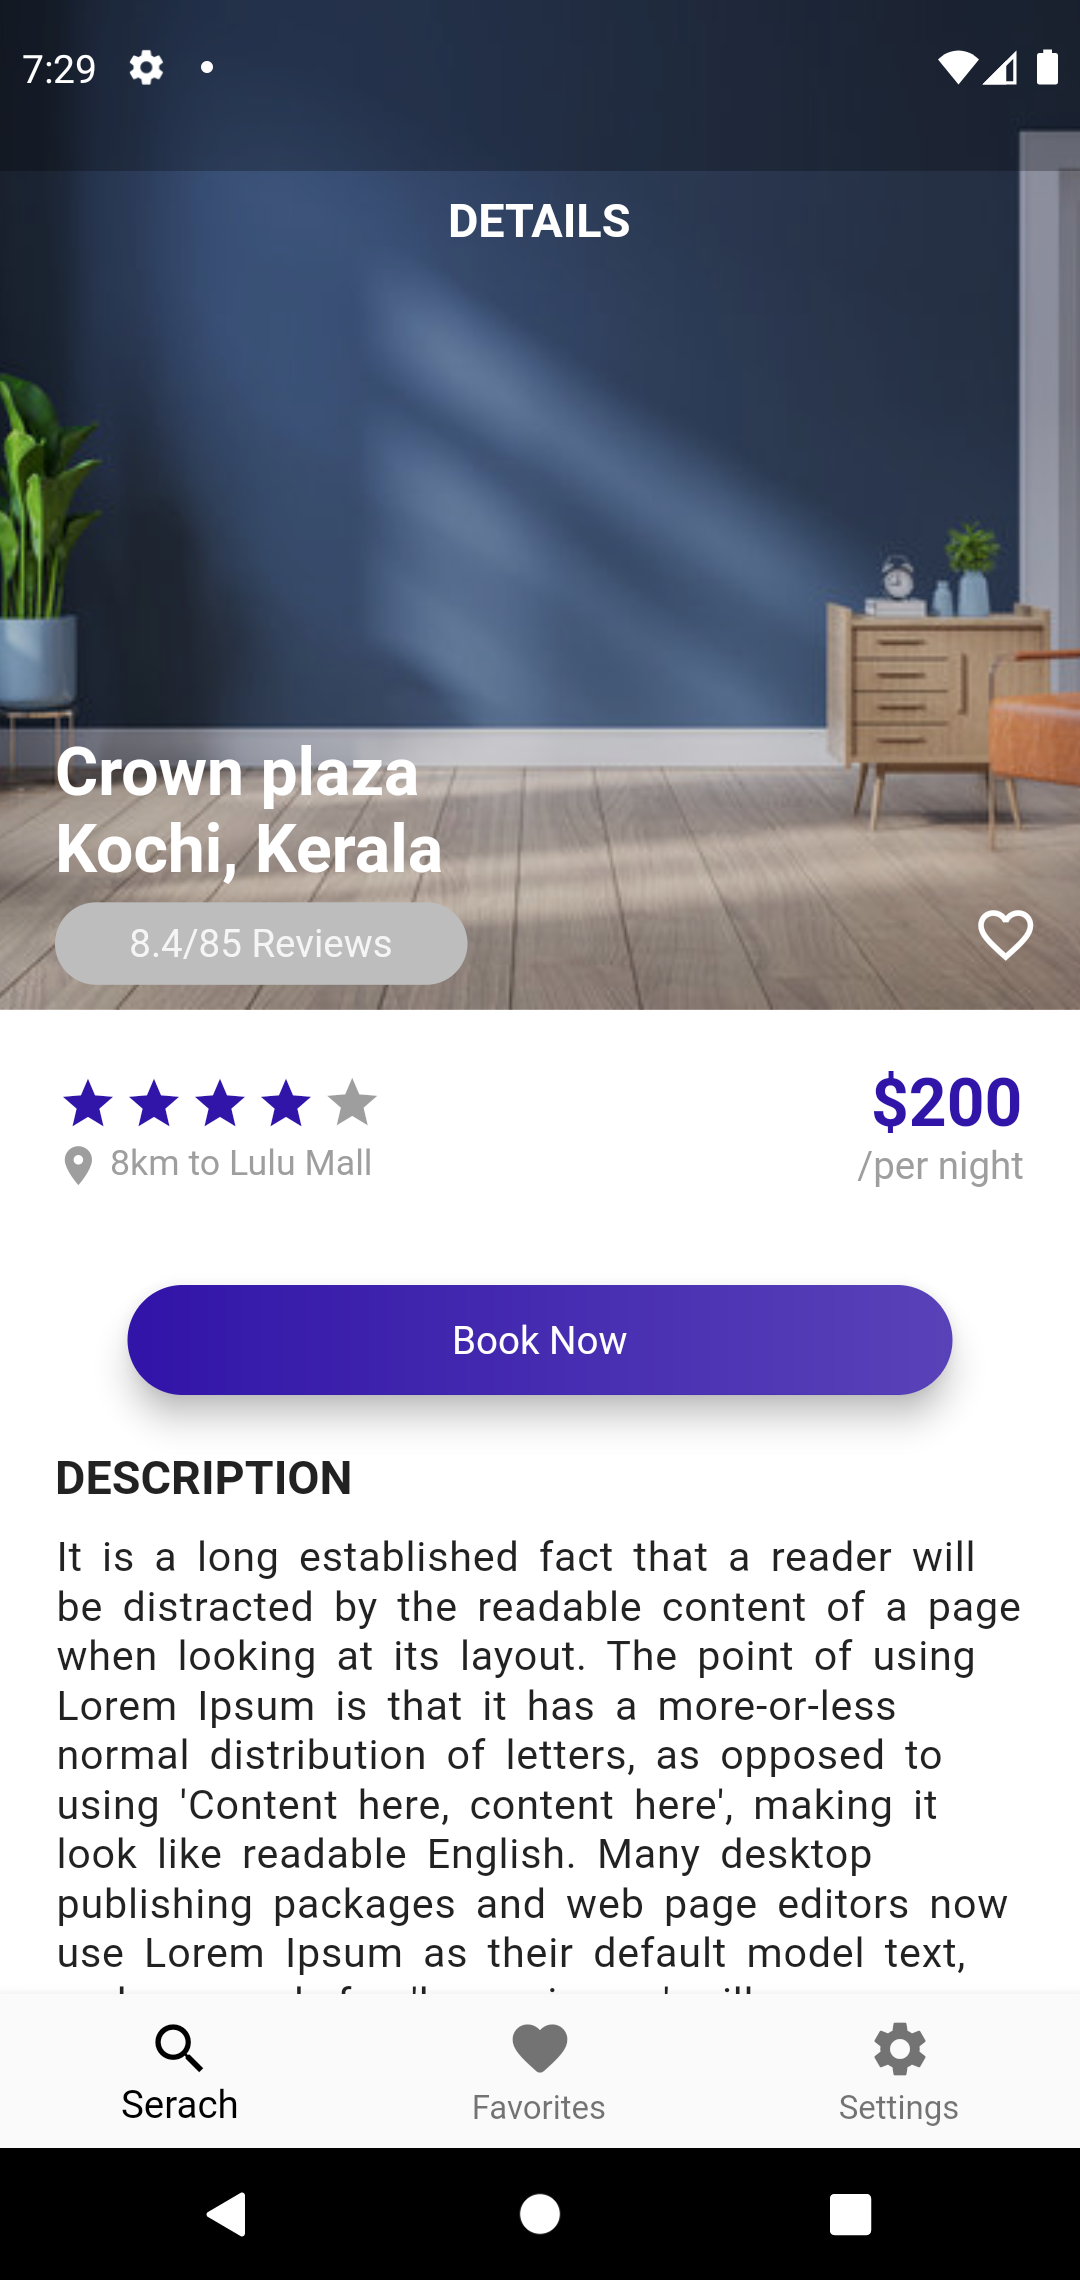 7:29
DETAILS
Crown plaza
Kochi, Kerala
8.4/85 Reviews
$200
8km to Lulu Mall
/per night
Book Now
DESCRIPTION
It is a long established fact that a reader will
be distracted by the readable content of a page
when looking at its layout. The point of using
Lorem Ipsum is that it has a more-or-less
normal distribution of letters, as opposed to
using 'Content here, content here', making it
look like readable English. Many desktop
publishing packages and web page editors now
use Lorem Ipsum as their default model text,
Serach
Favorites
Settings